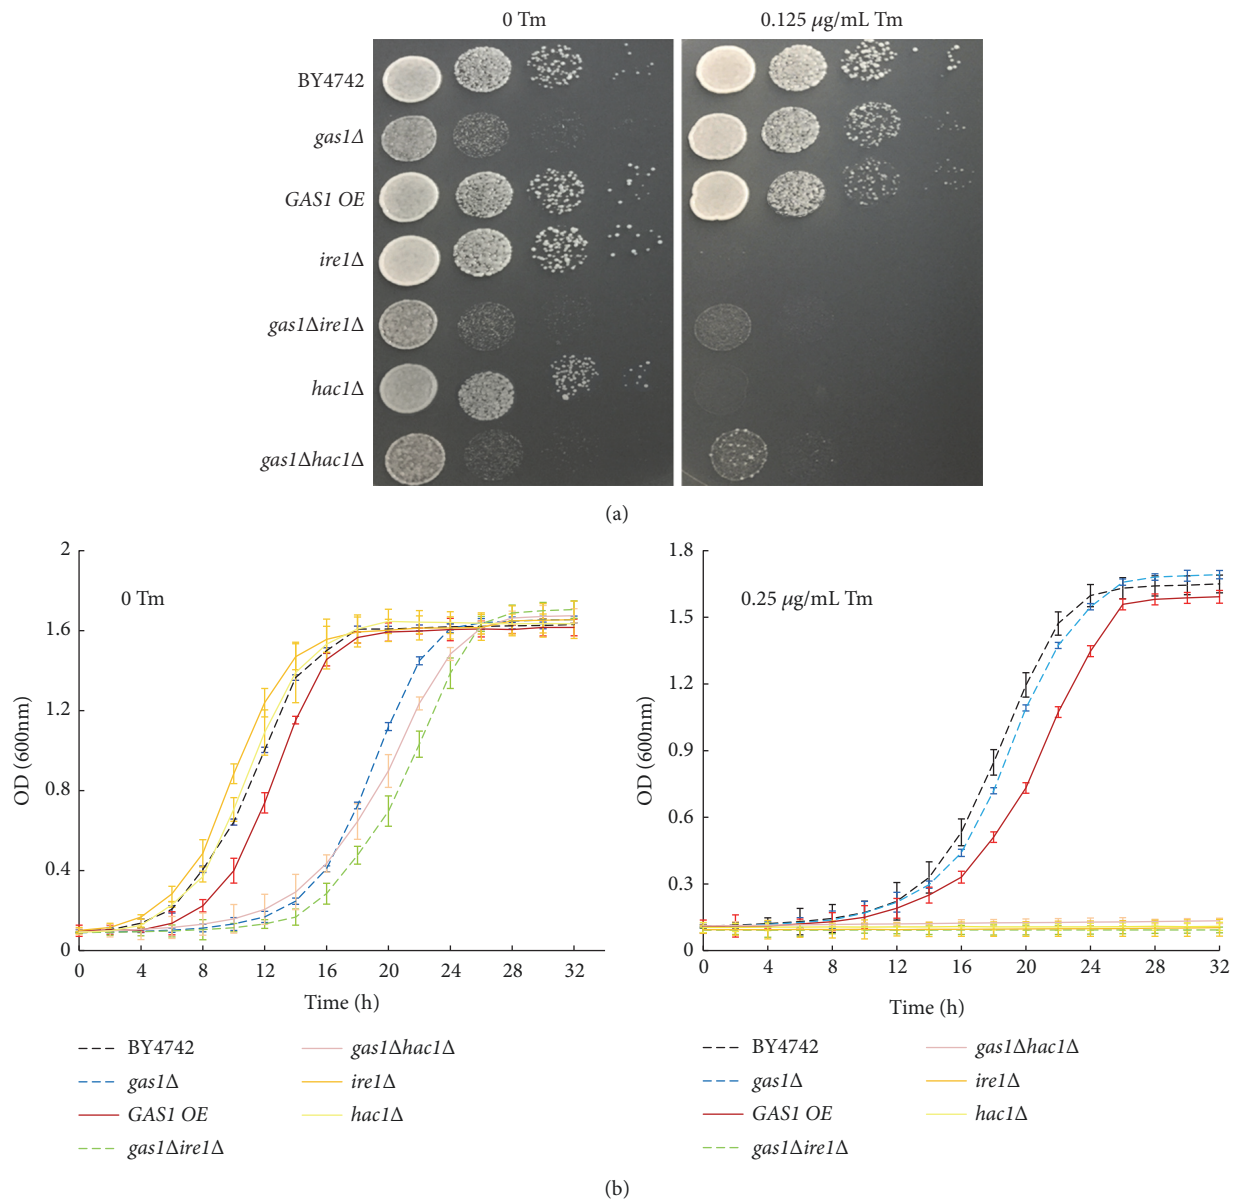 (a)
0 Tm
0.125 μg/mL Tm
BY4742
gas1Δ
GAS1 OE
ire1Δ
gas1Δire1Δ
hac1Δ
gas1Δhac1Δ
(a)
OD (600nm)
2
1.6
1.2
0.8
0.4
0
0 Tm
0 4 8 12 16 20 24 28 32
Time (h)
BY4742
gas1Δ
GAS1 OE
gas1Δire1Δ
gas1Δhac1Δ
ire1Δ
hac1Δ
OD (600nm)
1.8
1.5
1.2
0.9
0.6
0.3
0
0.25 μg/mL Tm
0 4 8 12 16 20 24 28 32
Time (h)
BY4742
gas1Δ
GAS1 OE
gas1Δire1Δ
gas1Δhac1Δ
ire1Δ
hac1Δ
(b)